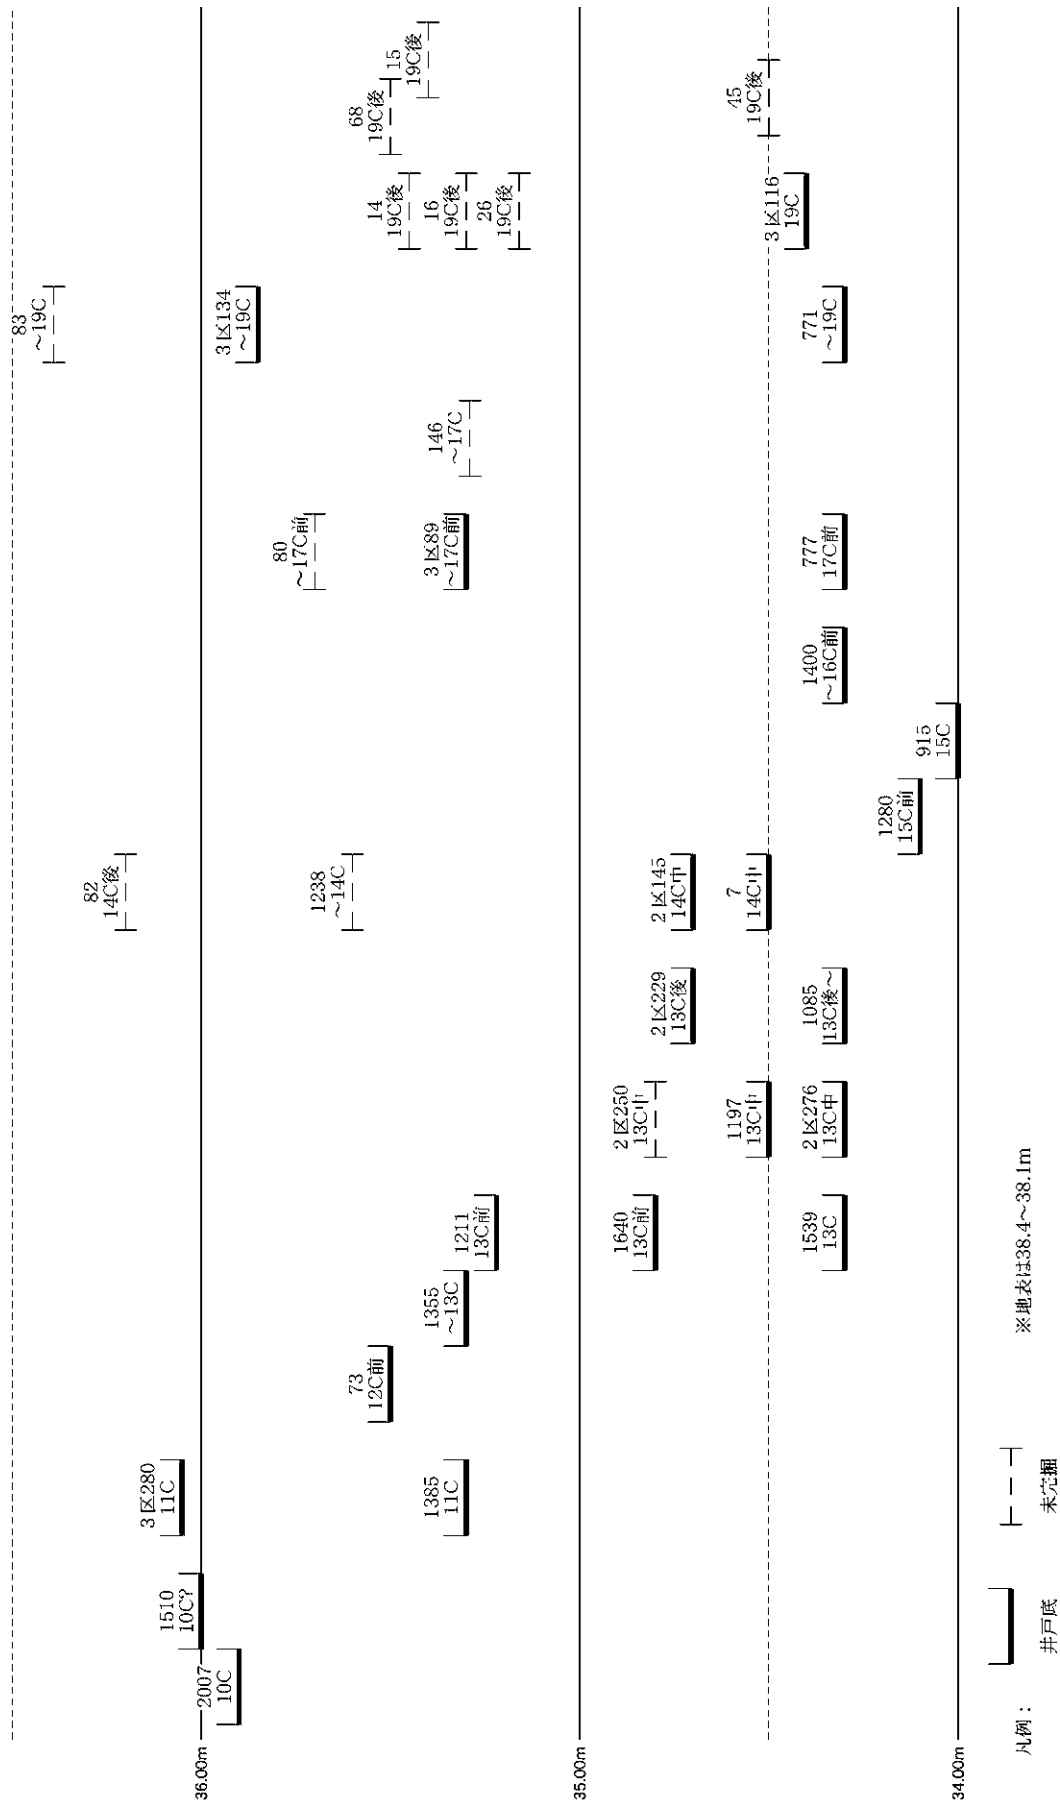 36.00m
35.00m
34.00m
2007
10C
1510
10C?
3区280
11C
1385
11C
73
12C前
1355
～13C
1211
13C前
1640
13C前
1539
13C
2区250
13C中
1197
13C中
2区276
13C中
2区229
13C後
1085
13C後～
82
14C後
1238
～14C
2区145
14C中
7
14C中
1280
15C前
915
15C
1400
～16C前
80
～17C前
3区89
～17C前
777
17C前
146
～17C
83
～19C
3区134
～19C
771
～19C
14
19C後
16
19C後
26
19C後
3区116
19C
68
19C後
15
19C後
45
19C後
凡例：
井戸底
未完掘
※地表は38.4～38.1m